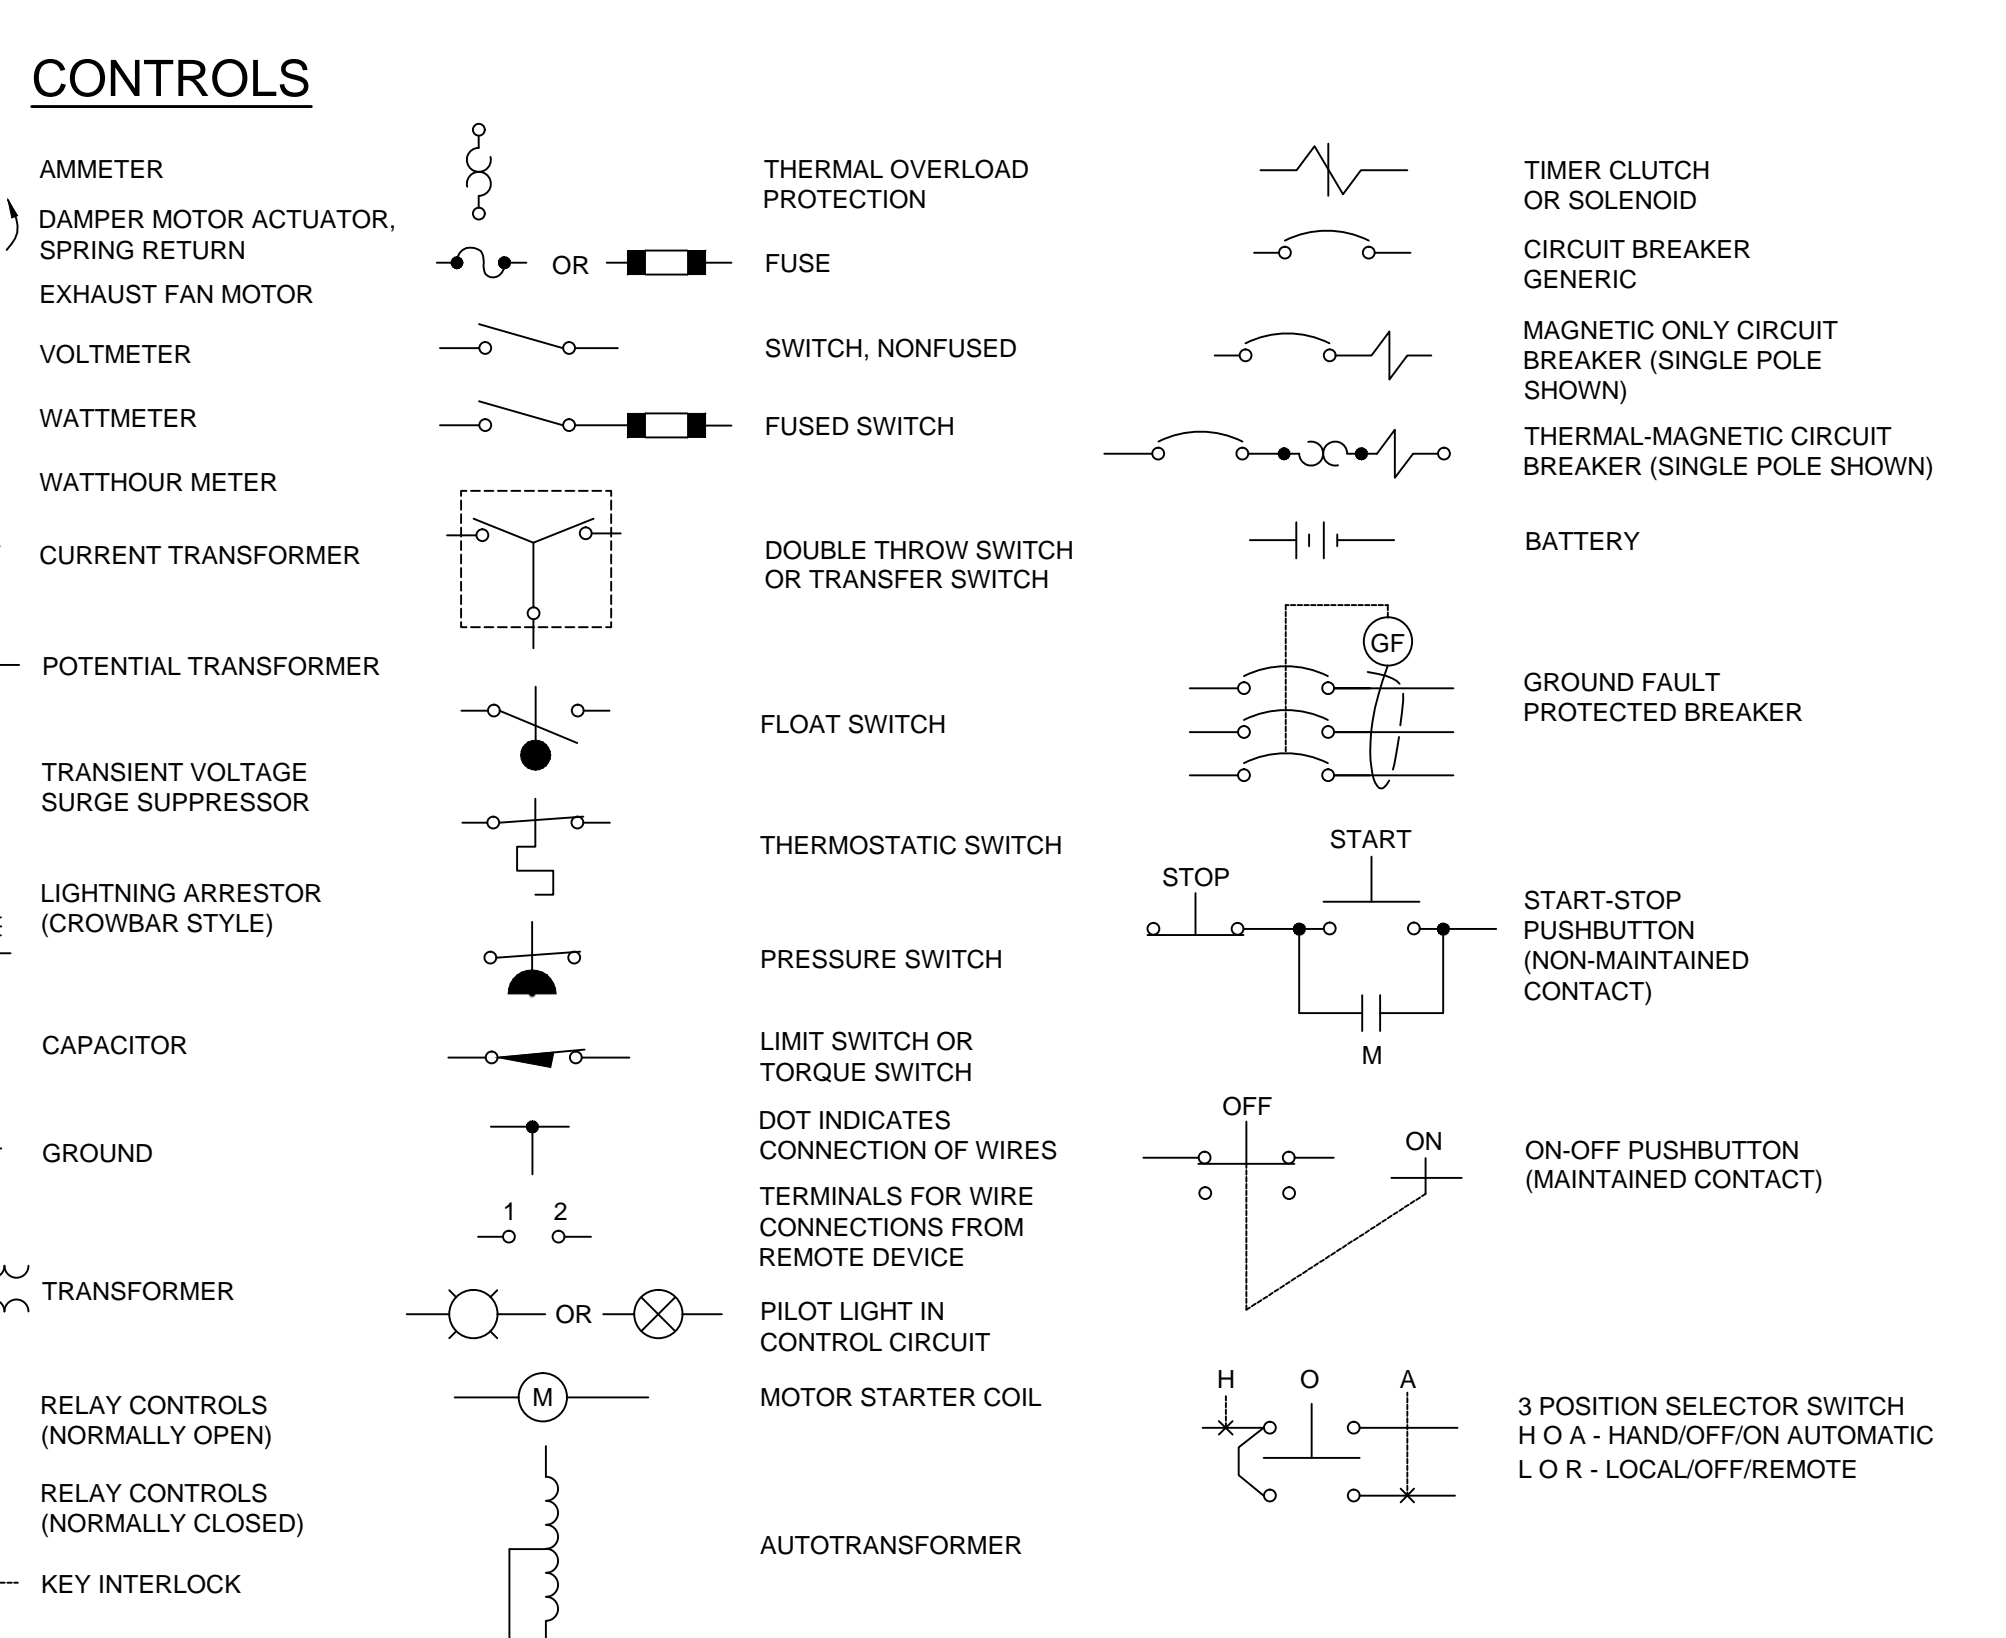 CONTROLS
AMMETER
DAMPER MOTOR ACTUATOR,
SPRING RETURN
EXHAUST FAN MOTOR
VOLTMETER
WATTMETER
WATTHOUR METER
CURRENT TRANSFORMER
POTENTIAL TRANSFORMER
TRANSIENT VOLTAGE
SURGE SUPPRESSOR
LIGHTNING ARRESTOR
(CROWBAR STYLE)
CAPACITOR
GROUND
TRANSFORMER
RELAY CONTROLS
(NORMALLY OPEN)
RELAY CONTROLS
(NORMALLY CLOSED)
KEY INTERLOCK
THERMAL OVERLOAD
PROTECTION
OR
FUSE
SWITCH, NONFUSED
FUSED SWITCH
DOUBLE THROW SWITCH
OR TRANSFER SWITCH
FLOAT SWITCH
THERMOSTATIC SWITCH
PRESSURE SWITCH
LIMIT SWITCH OR
TORQUE SWITCH
DOT INDICATES
CONNECTION OF WIRES
1 2
TERMINALS FOR WIRE
CONNECTIONS FROM
REMOTE DEVICE
OR
PILOT LIGHT IN
CONTROL CIRCUIT
M
MOTOR STARTER COIL
AUTOTRANSFORMER
TIMER CLUTCH
OR SOLENOID
CIRCUIT BREAKER
GENERIC
MAGNETIC ONLY CIRCUIT
BREAKER (SINGLE POLE
SHOWN)
THERMAL-MAGNETIC CIRCUIT
BREAKER (SINGLE POLE SHOWN)
BATTERY
GF
GROUND FAULT
PROTECTED BREAKER
START
STOP
M
START-STOP
PUSHBUTTON
(NON-MAINTAINED
CONTACT)
OFF
ON
ON-OFF PUSHBUTTON
(MAINTAINED CONTACT)
H O A
3 POSITION SELECTOR SWITCH
H O A - HAND/OFF/ON AUTOMATIC
L O R - LOCAL/OFF/REMOTE